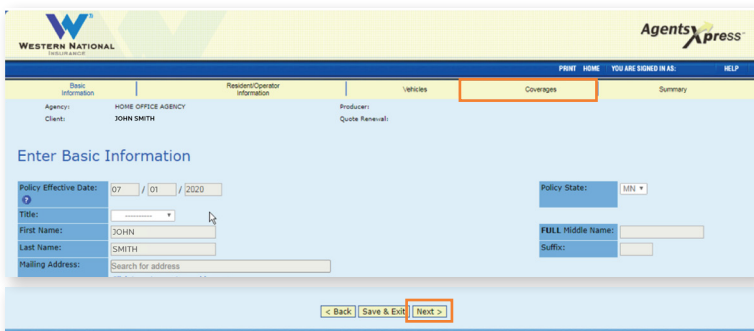 WESTERN NATIONAL
INSURANCE
AgentsXpress
PRINT HOME YOU ARE SIGNED IN AS: HELP
Basic Information
Resident/Operator Information
Vehicles
Coverages
Summary
Agency: HOME OFFICE AGENCY Producer:
Client: JOHN SMITH Quote Renewal:
Enter Basic Information
Policy Effective Date: 07 / 01 / 2020 Policy State: MN
?
Title: ----------
First Name: JOHN FULL Middle Name:
Last Name: SMITH Suffix:
Mailing Address: Search for address
< Back Save & Exit Next >